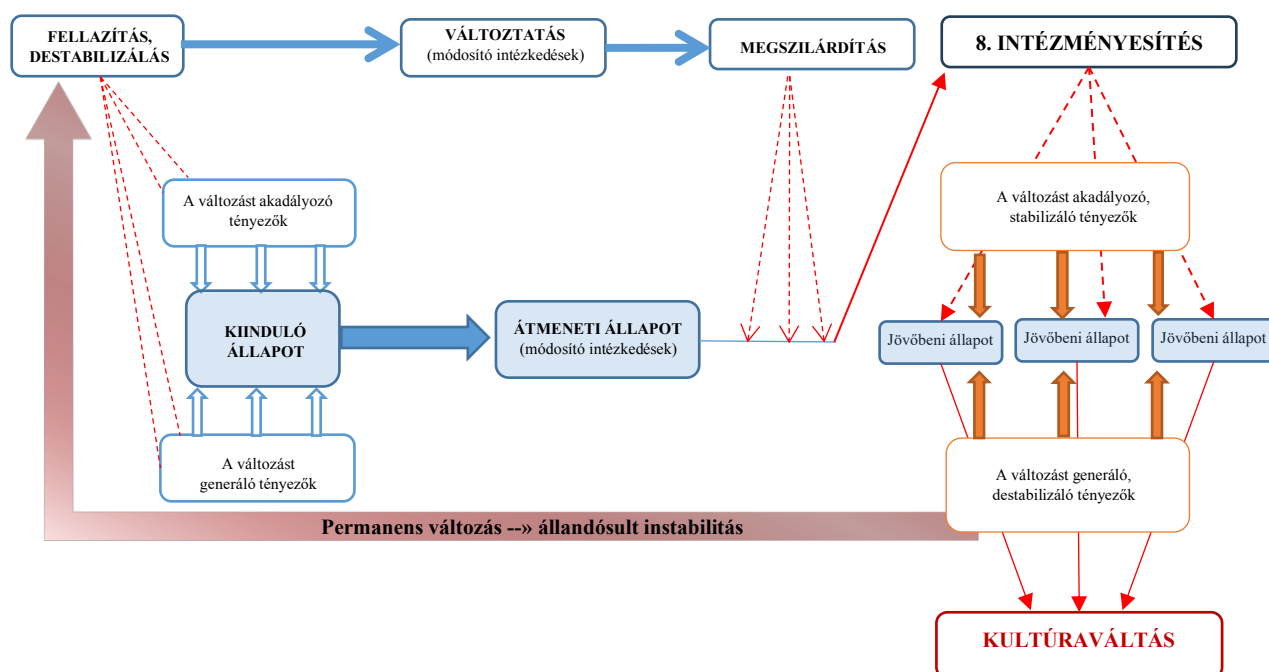 FELLAZÍTÁS,
DESTABILIZÁLÁS
VÁLTOZTATÁS
(módosító intézkedések)
MEGSZILÁRDÍTÁS
8. INTÉZMÉNYESÍTÉS
A változást akadályozó
tényezők
A változást akadályozó,
stabilizáló tényezők
KIINDULÓ
ÁLLAPOT
ÁTMENETI ÁLLAPOT
(módosító intézkedések)
Jövőbeni állapot
Jövőbeni állapot
Jövőbeni állapot
A változást
generáló tényezők
A változást generáló,
destabilizáló tényezők
Permanens változás --» állandósult instabilitás
KULTÚRAVÁLTÁS